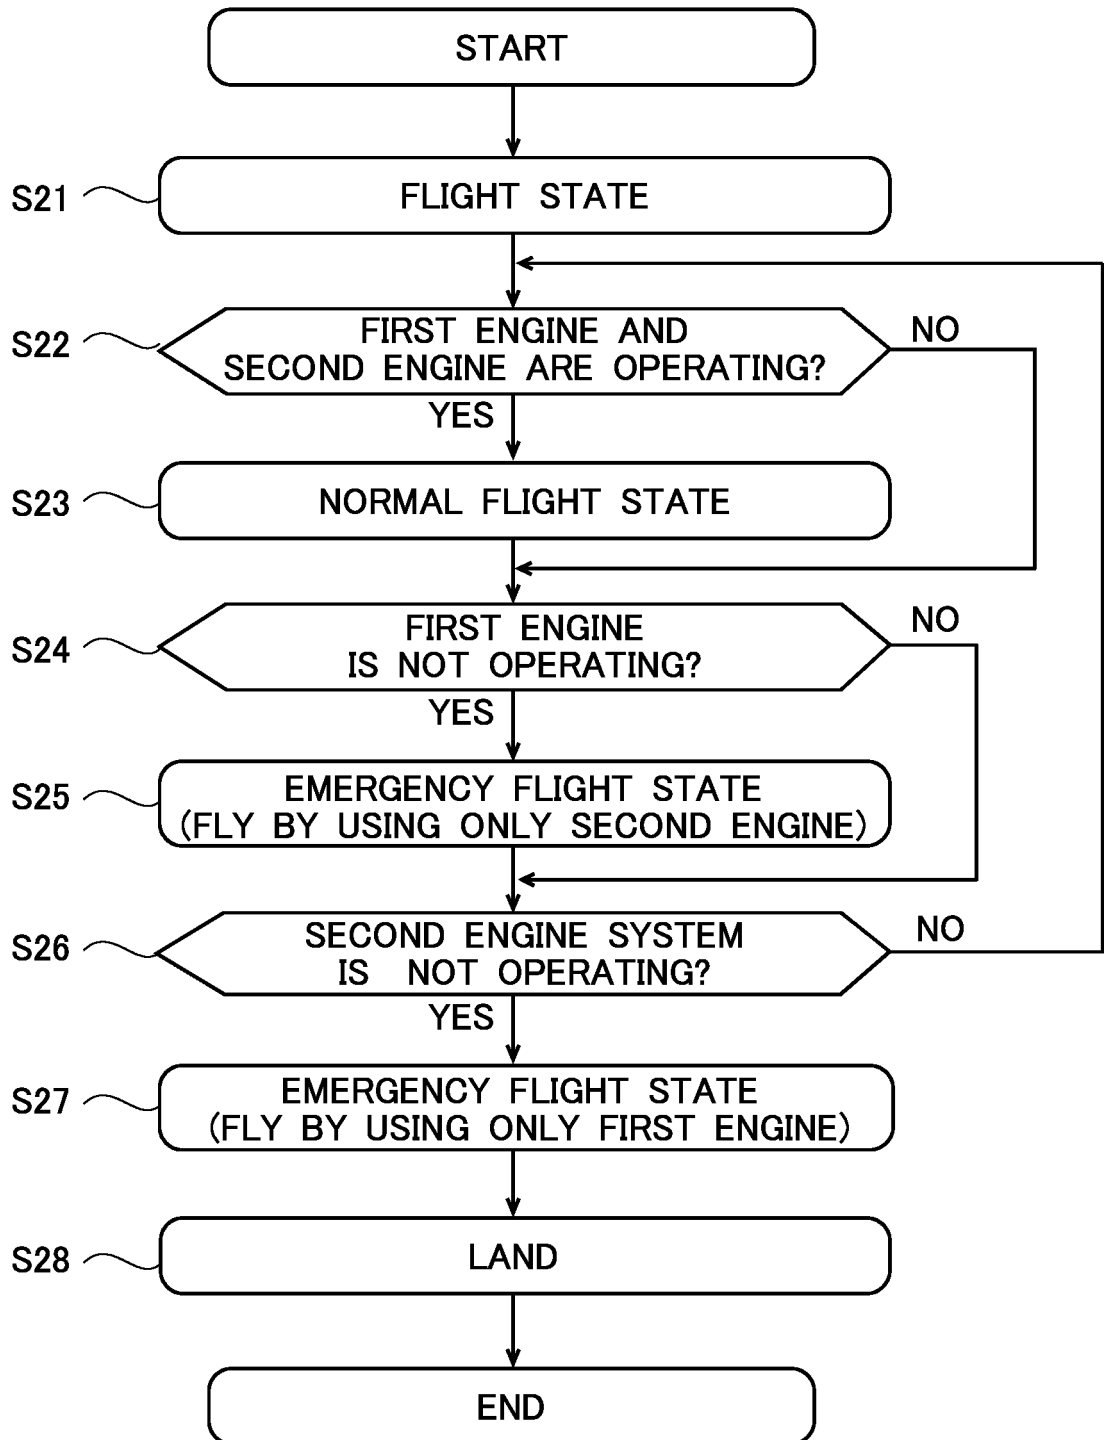 START
S21
FLIGHT STATE
S22
FIRST ENGINE AND
SECOND ENGINE ARE OPERATING?
NO
YES
S23
NORMAL FLIGHT STATE
S24
FIRST ENGINE
IS NOT OPERATING?
NO
YES
S25
EMERGENCY FLIGHT STATE
(FLY BY USING ONLY SECOND ENGINE)
S26
SECOND ENGINE SYSTEM
IS NOT OPERATING?
NO
YES
S27
EMERGENCY FLIGHT STATE
(FLY BY USING ONLY FIRST ENGINE)
S28
LAND
END